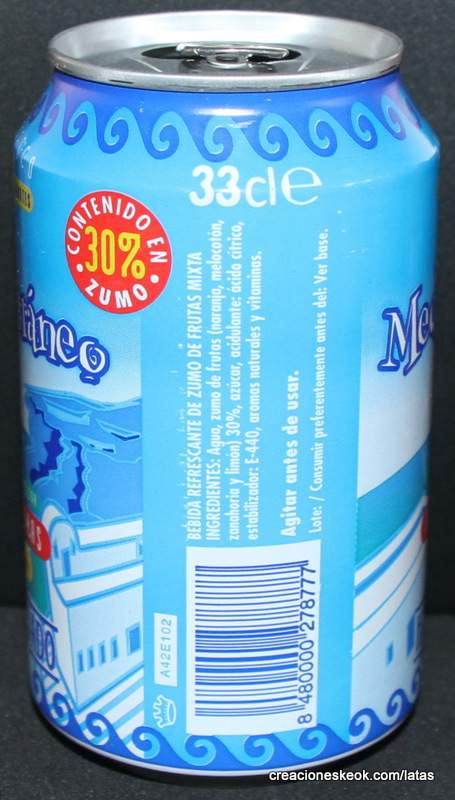 33cl e
CONTENIDO EN
30%
ZUMO
ráneo
Me
BEBIDA REFRESCANTE DE ZUMO DE FRUTAS MIXTA
INGREDIENTES: Agua, zumo de frutas (naranja, melocotón,
zanahoria y limón) 30%, azúcar, acidulante: ácido cítrico,
estabilizador: E-440, aromas naturales y vitaminas.
Agitar antes de usar.
Lote: / Consumir preferentemente antes del: Ver base.
A42E102
8 480000 278777
creacioneskeok.com/latas